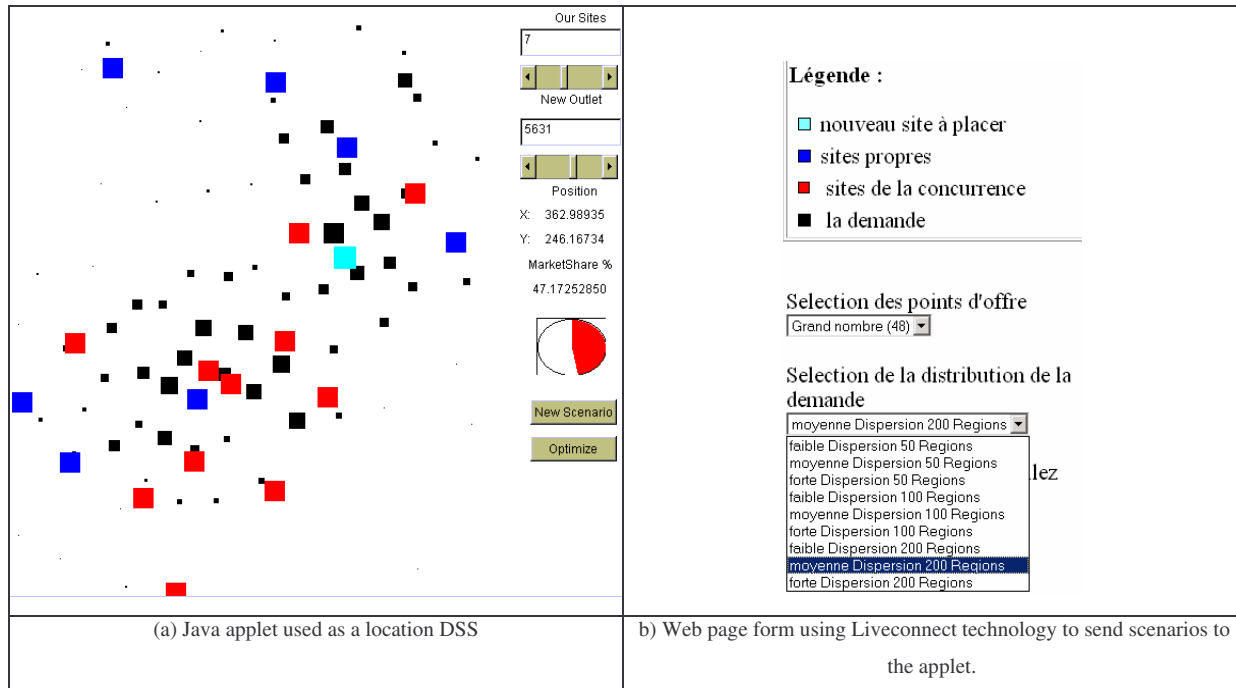 Our Sites
7
New Outlet
5631
Position
X: 362.98935
Y: 246.16734
MarketShare %
47.17252850
New Scenario
Optimize
Légende :
nouveau site à placer
sites propres
sites de la concurrence
la demande
Selection des points d'offre
Grand nombre (48)
Selection de la distribution de la
demande
moyenne Dispersion 200 Regions
faible Dispersion 50 Regions
moyenne Dispersion 50 Regions
forte Dispersion 50 Regions
faible Dispersion 100 Regions
moyenne Dispersion 100 Regions
forte Dispersion 100 Regions
faible Dispersion 200 Regions
moyenne Dispersion 200 Regions
forte Dispersion 200 Regions
(a) Java applet used as a location DSS
b) Web page form using Liveconnect technology to send scenarios to
the applet.